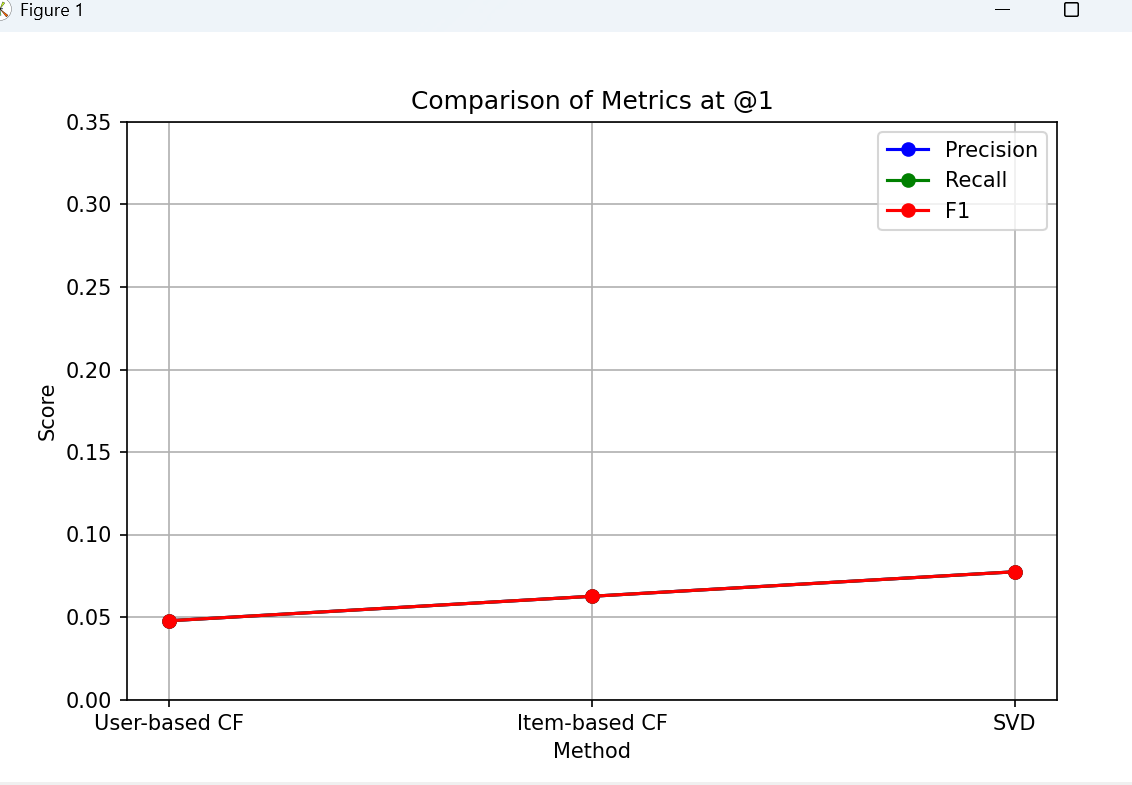 Figure 1
Comparison of Metrics at @1
Precision
Recall
F1
0.35
0.30
0.25
0.20
0.15
0.10
0.05
0.00
Score
User-based CF
Item-based CF
SVD
Method